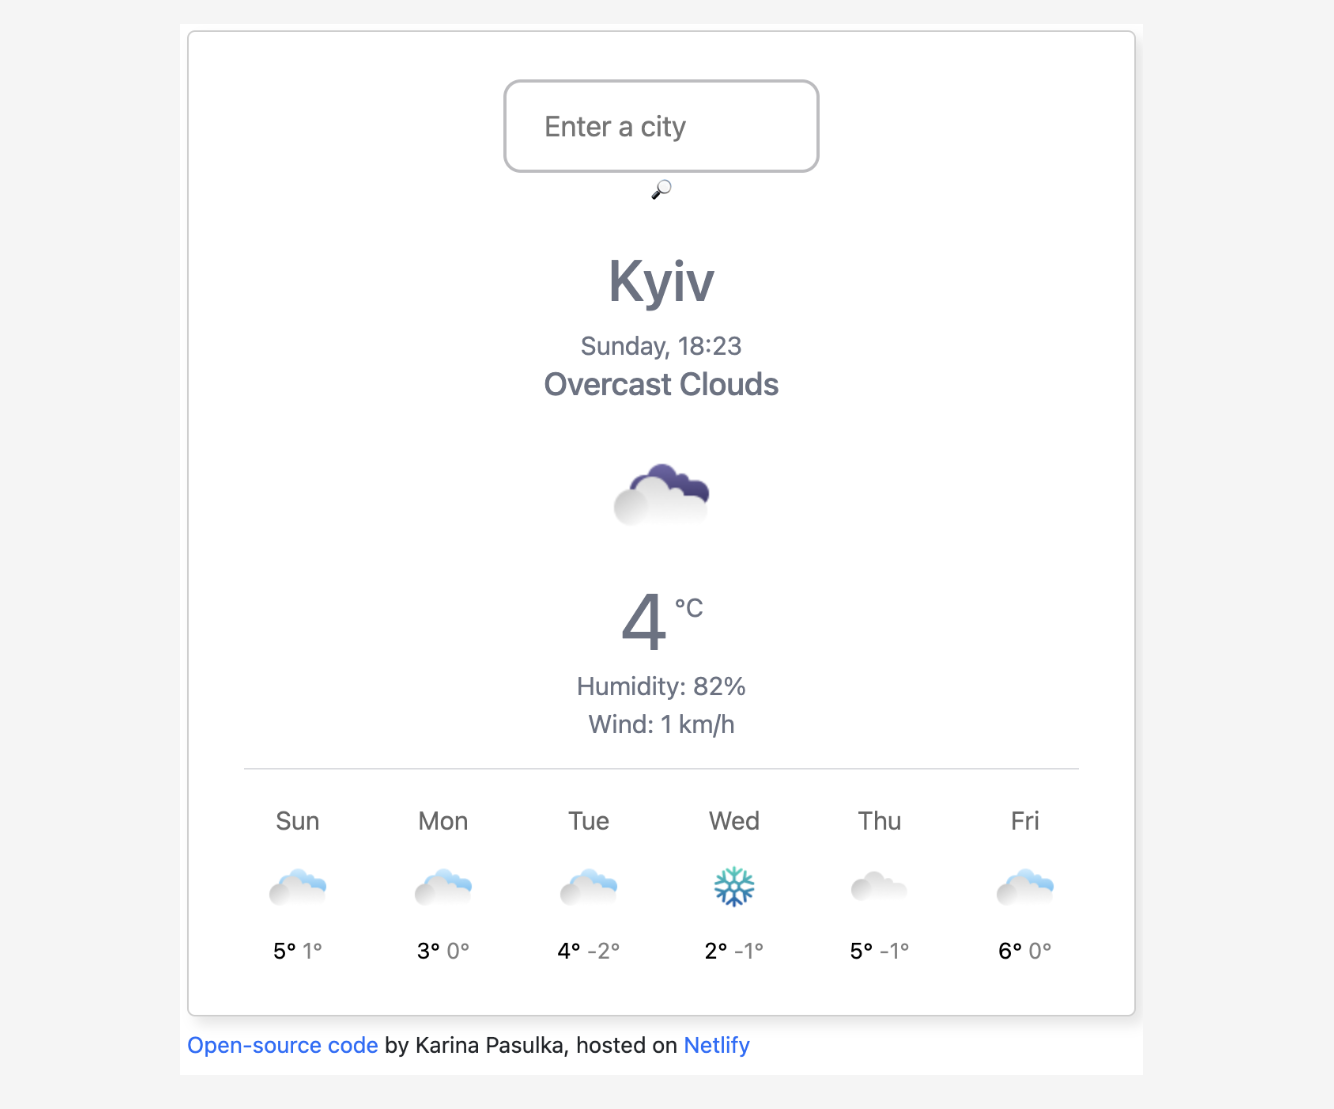 Enter a city
Kyiv
Sunday, 18:23
Overcast Clouds
4 °C
Humidity: 82%
Wind: 1 km/h
Sun Mon Tue Wed Thu Fri
5° 1° 3° 0° 4° -2° 2° -1° 5° -1° 6° 0°
Open-source code by Karina Pasulka, hosted on Netlify